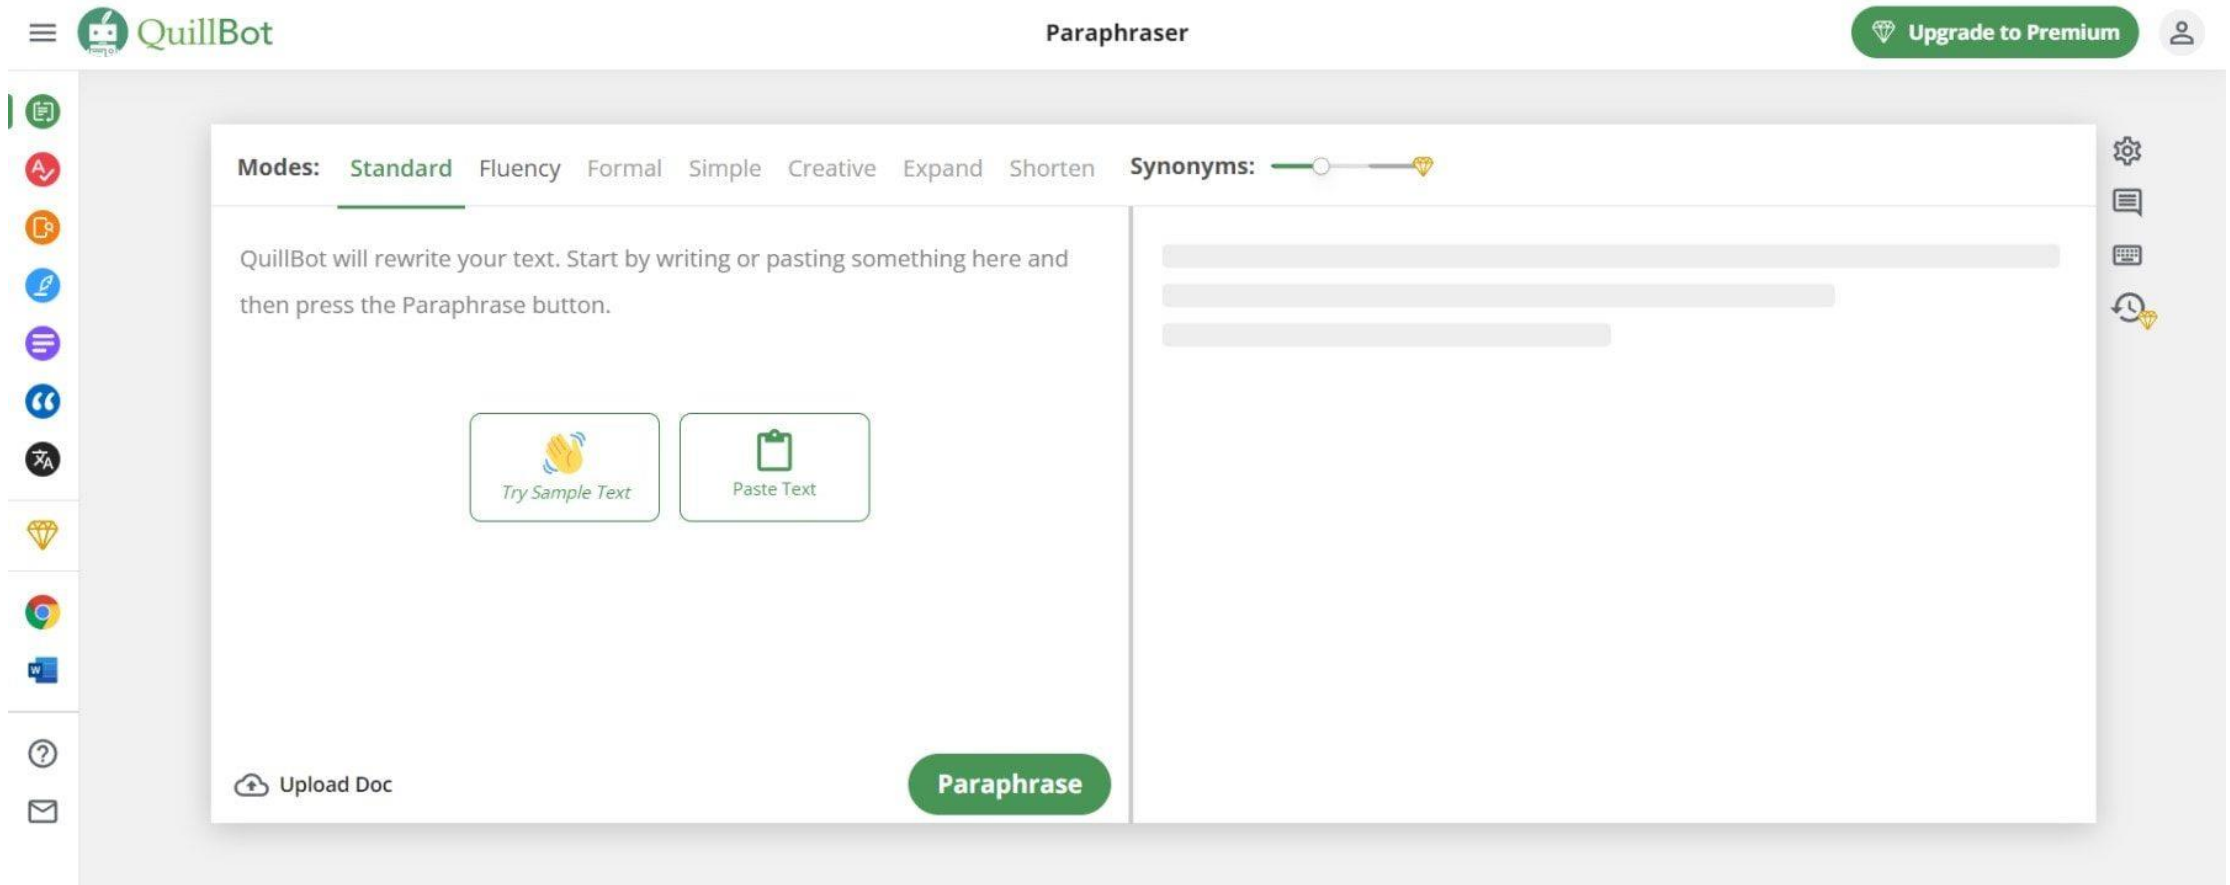 QuillBot
Paraphraser
Upgrade to Premium
Modes: Standard Fluency Formal Simple Creative Expand Shorten Synonyms:
QuillBot will rewrite your text. Start by writing or pasting something here and
then press the Paraphrase button.
Try Sample Text
Paste Text
Upload Doc
Paraphrase